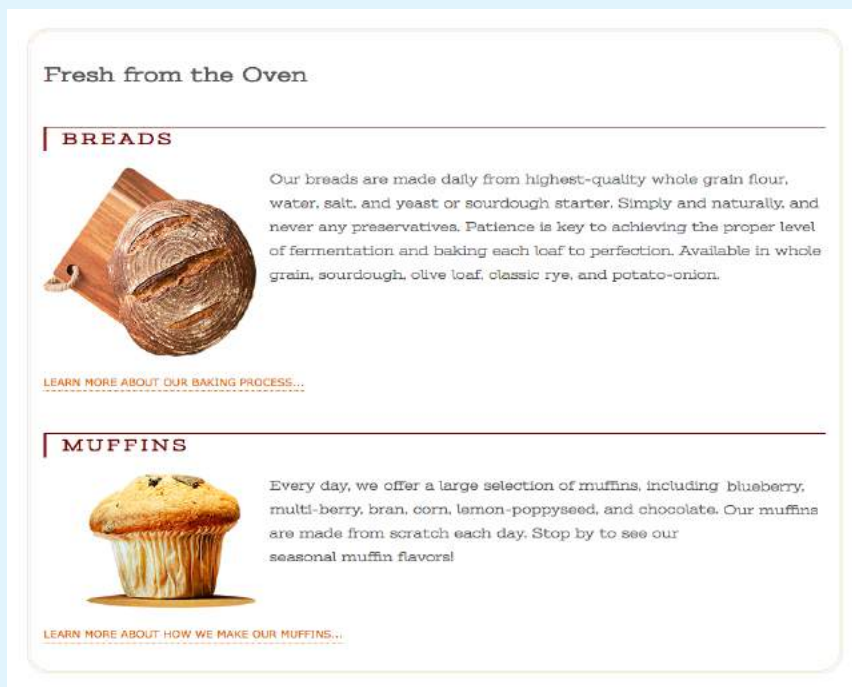 Fresh from the Oven
BREADS
Our breads are made daily from highest-quality whole grain flour,
water, salt, and yeast or sourdough starter. Simply and naturally, and
never any preservatives. Patience is key to achieving the proper level
of fermentation and baking each loaf to perfection. Available in whole
grain, sourdough, olive loaf, classic rye, and potato-onion.
LEARN MORE ABOUT OUR BAKING PROCESS...
MUFFINS
Every day, we offer a large selection of muffins, including blueberry,
multi-berry, bran, corn, lemon-poppyseed, and chocolate. Our muffins
are made from scratch each day. Stop by to see our
seasonal muffin flavors!
LEARN MORE ABOUT HOW WE MAKE OUR MUFFINS...